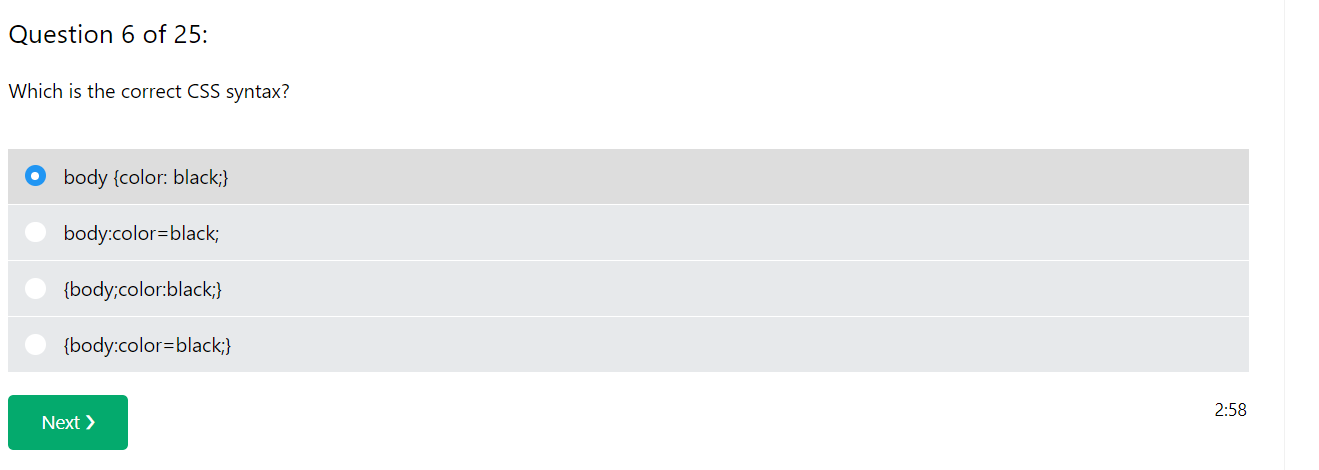 Question 6 of 25:
Which is the correct CSS syntax?
body {color: black;}
body:color=black;
{body;color:black;}
{body:color=black;}
Next ❯
2:58